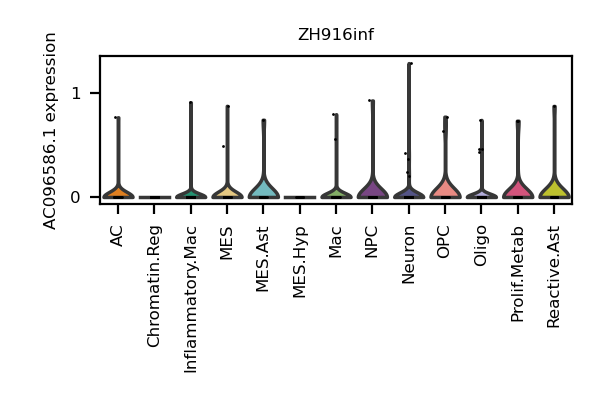 ZH916inf
AC096586.1 expression
1
0
AC
Chromatin.Reg
Inflammatory.Mac
MES
MES.Ast
MES.Hyp
Mac
NPC
Neuron
OPC
Oligo
Prolif.Metab
Reactive.Ast